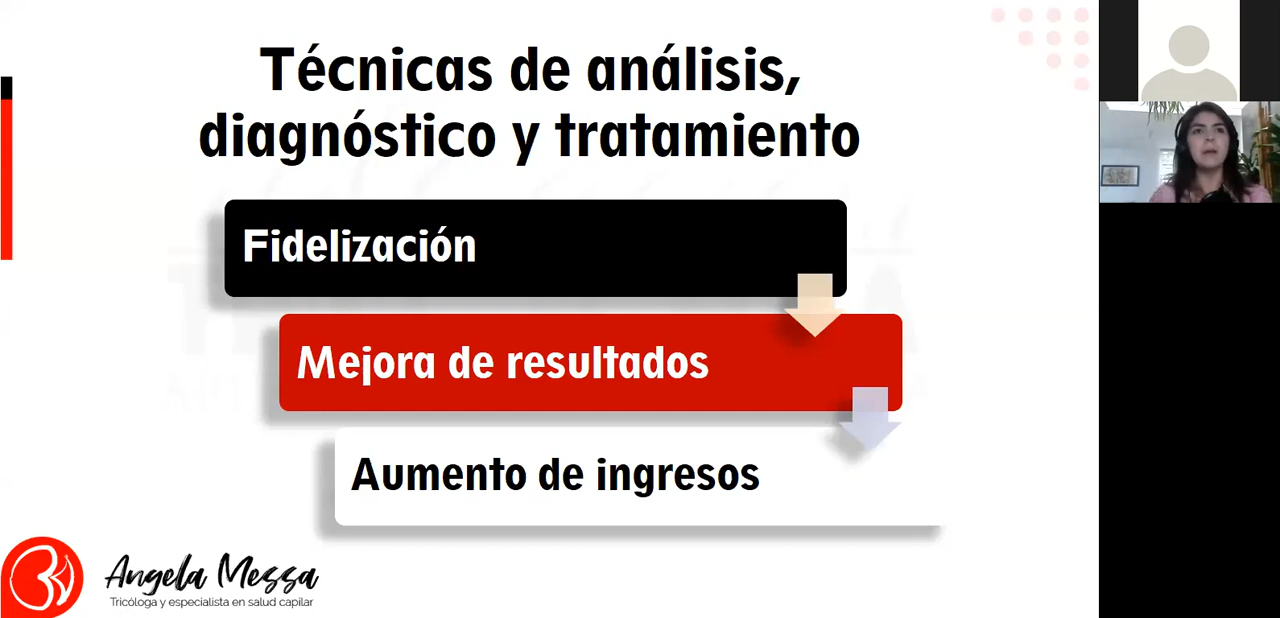 Técnicas de análisis,
diagnóstico y tratamiento
Fidelización
Mejora de resultados
Aumento de ingresos
Angela Messa
Tricóloga y especialista en salud capilar